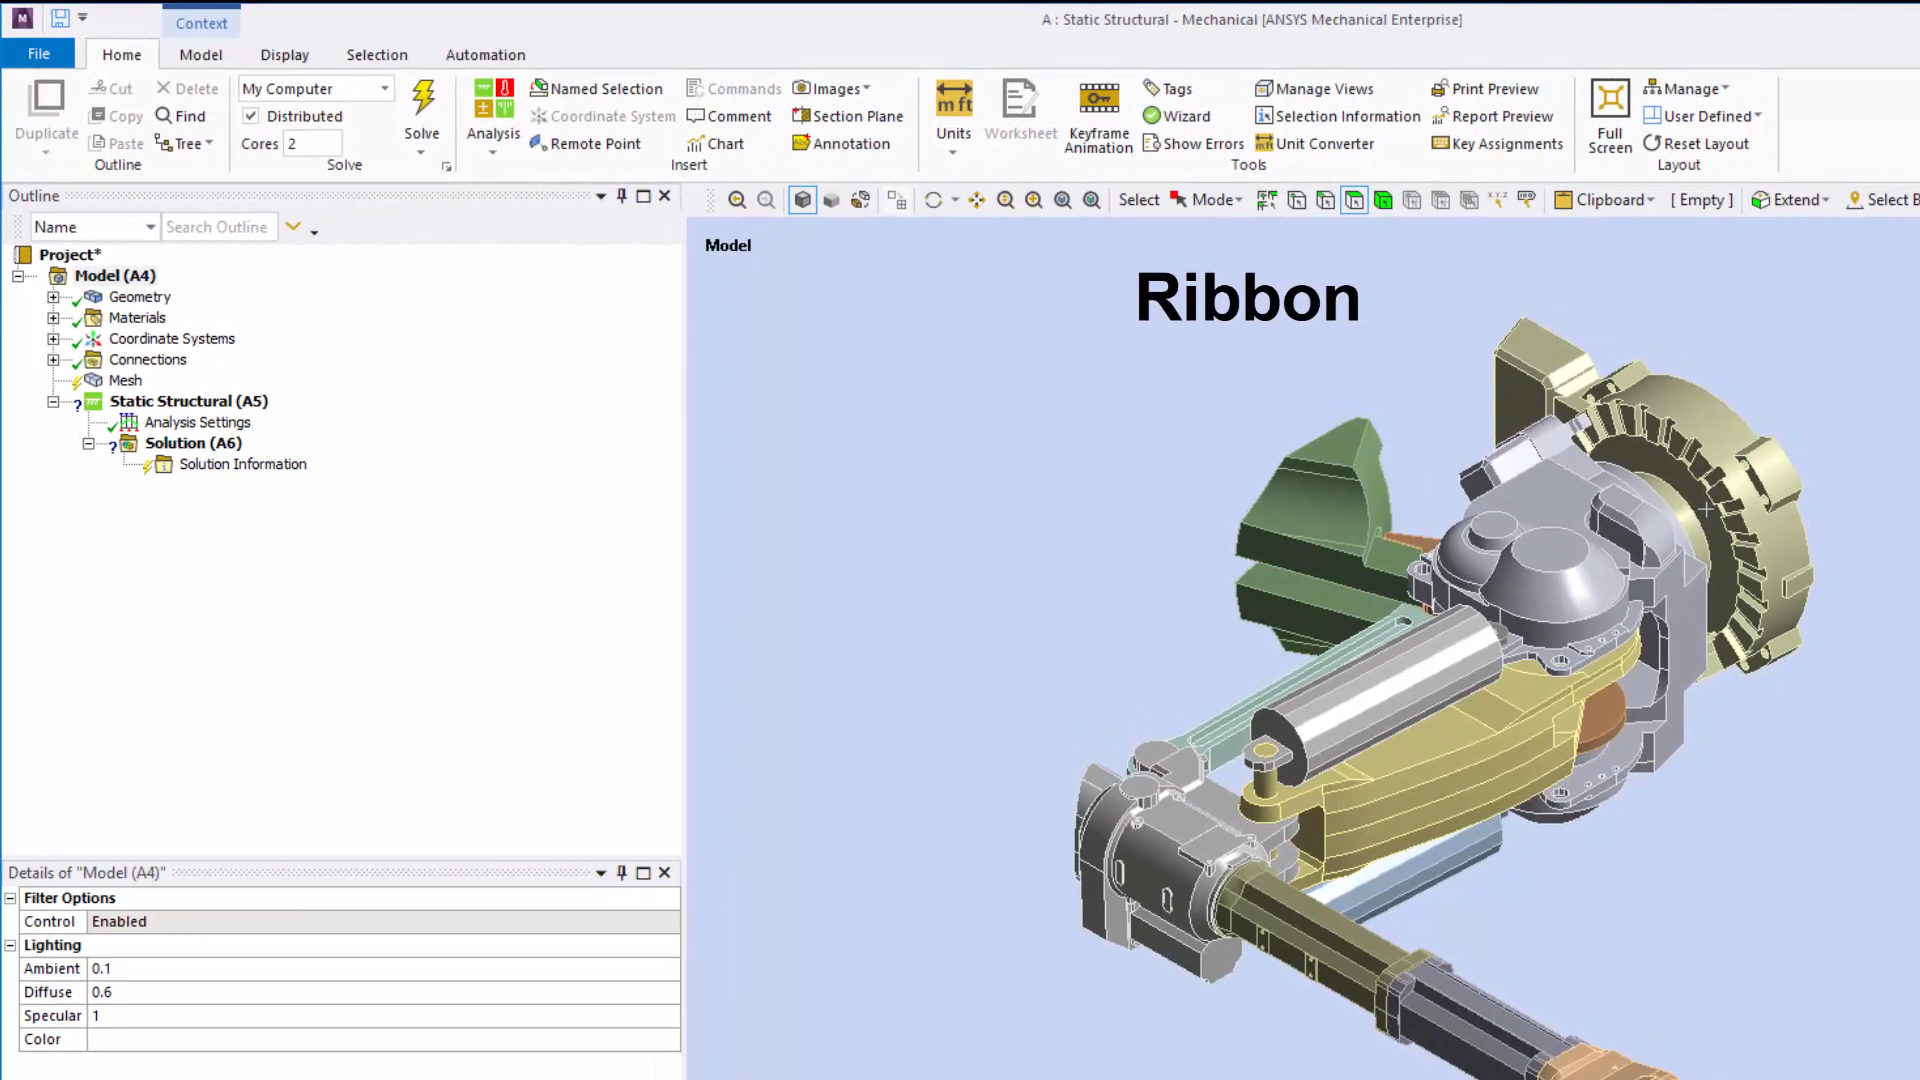 M
Context
A : Static Structural - Mechanical [ANSYS Mechanical Enterprise]
File Home Model Display Selection Automation
Duplicate
Cut
Copy
Paste
Delete
Find
Tree
Outline
My Computer
Distributed
Cores 2
Solve
Solve
Analysis
Named Selection
Coordinate System
Remote Point
Commands
Comment
Chart
Images
Section Plane
Annotation
Insert
Units
Worksheet
Keyframe
Animation
Tags
Wizard
Show Errors
Manage Views
Selection Information
Unit Converter
Print Preview
Report Preview
Key Assignments
Tools
Full
Screen
Manage
User Defined
Reset Layout
Layout
Outline
Name Search Outline
Select Mode Clipboard [ Empty ] Extend Select B
Project*
Model (A4)
Geometry
Materials
Coordinate Systems
Connections
Mesh
Static Structural (A5)
Analysis Settings
Solution (A6)
Solution Information
Model
Ribbon
Details of "Model (A4)"
Filter Options
Control Enabled
Lighting
Ambient 0.1
Diffuse 0.6
Specular 1
Color